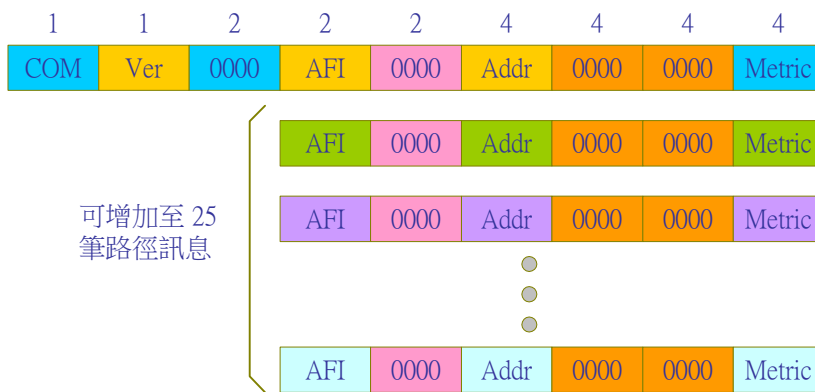 1 1 2 2 2 4 4 4 4
COM Ver 0000 AFI 0000 Addr 0000 0000 Metric
AFI 0000 Addr 0000 0000 Metric
可增加至 25
筆路徑訊息
AFI 0000 Addr 0000 0000 Metric
AFI 0000 Addr 0000 0000 Metric